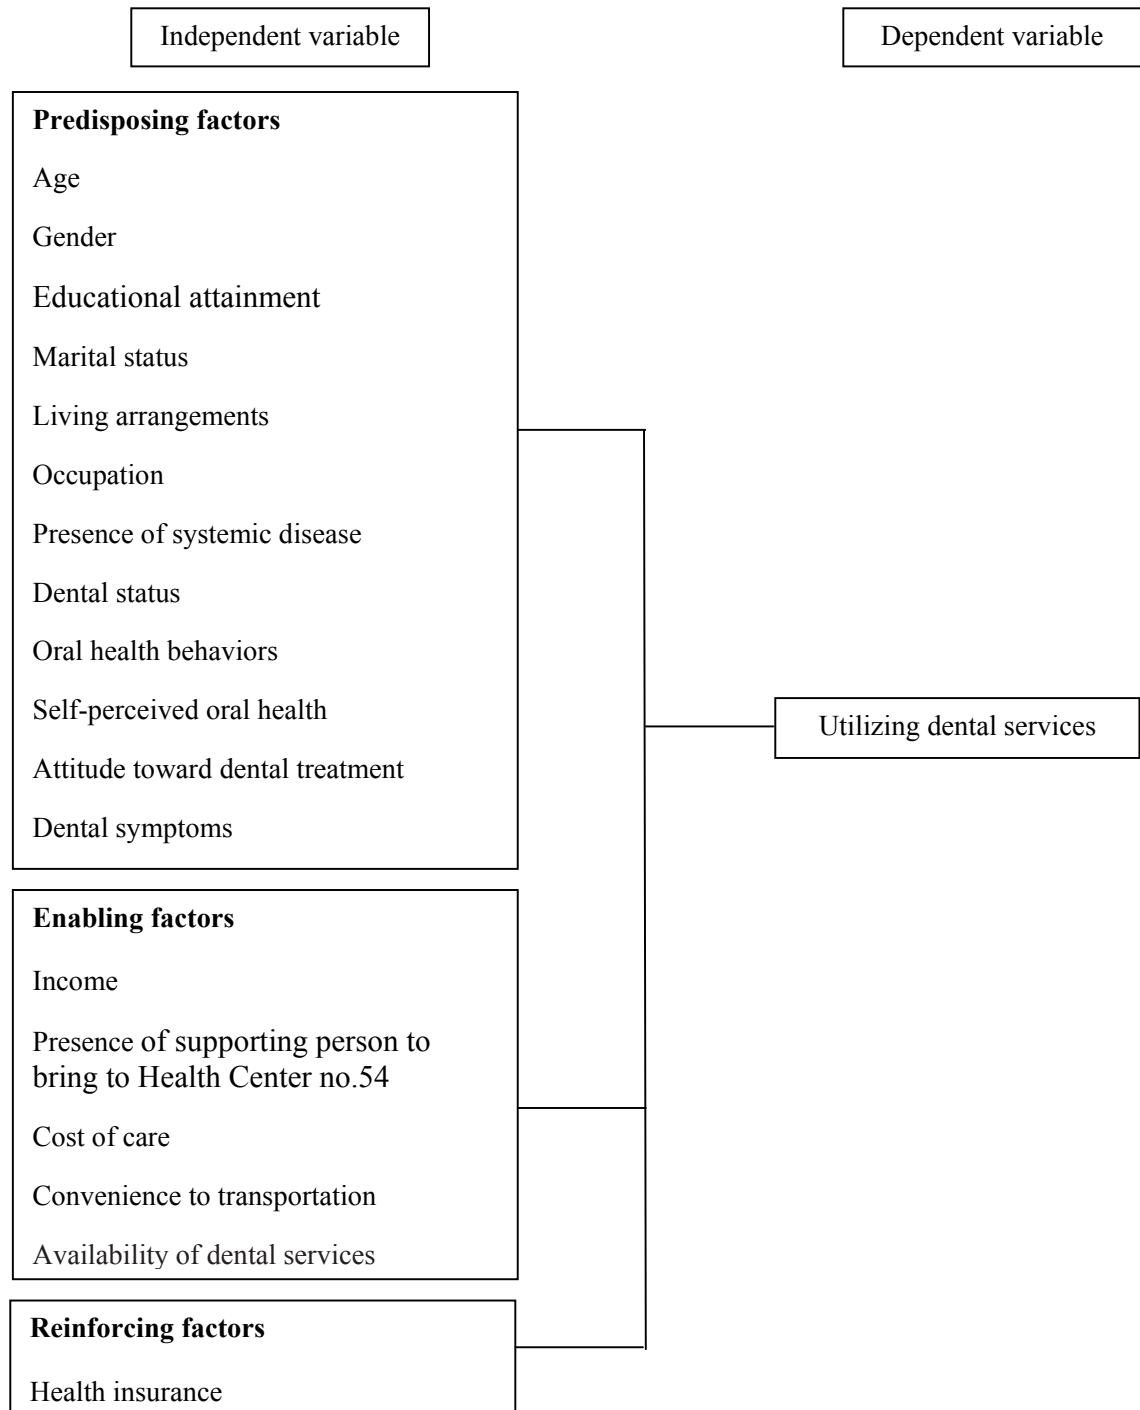 Independent variable
Dependent variable
Predisposing factors
Age
Gender
Educational attainment
Marital status
Living arrangements
Occupation
Presence of systemic disease
Dental status
Oral health behaviors
Self-perceived oral health
Attitude toward dental treatment
Dental symptoms
Utilizing dental services
Enabling factors
Income
Presence of supporting person to
bring to Health Center no.54
Cost of care
Convenience to transportation
Availability of dental services
Reinforcing factors
Health insurance